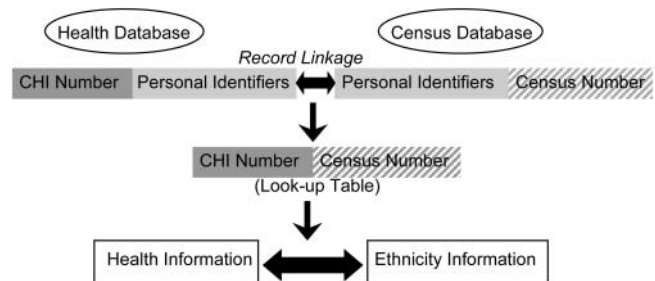 Health Database Census Database
Record Linkage
CHI Number Personal Identifiers Personal Identifiers Census Number
CHI Number Census Number
(Look-up Table)
Health Information Ethnicity Information